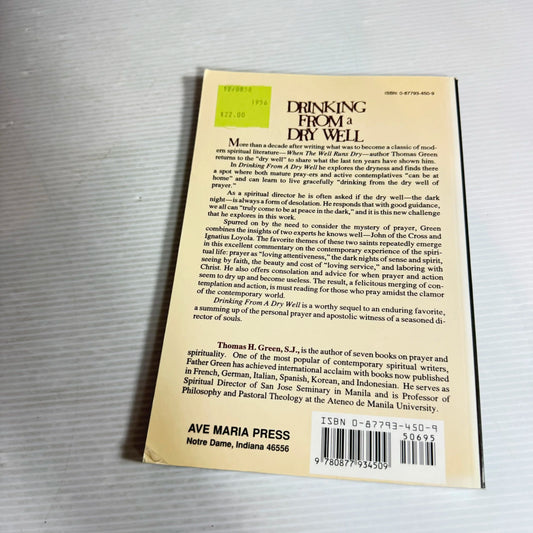 ISBN: 0-87793-450-9
1956
$22.00
DRINKING
FROM a
DRY WELL
More than a decade after writing what was to become a classic of mod-
ern spiritual literature—When The Well Runs Dry—author Thomas Green
returns to the "dry well" to share what the last ten years have shown him.
In Drinking From A Dry Well he explores the dryness and finds there
a spot where both mature pray-ers and active contemplatives "can be at
home" and can learn to live gracefully "drinking from the dry well of
prayer."
As a spiritual director he is often asked if the dry well—the dark
night—is always a form of desolation. He responds that with good guidance,
we all can "truly come to be at peace in the dark," and it is this new challenge
that he explores in this work.
Spurred on by the need to consider the mystery of prayer, Green
combines the insights of two experts he knows well—John of the Cross and
Ignatius Loyola. The favorite themes of these two saints repeatedly emerge
in this excellent commentary on the contemporary experience of the spiri-
tual life: prayer as "loving attentiveness," the dark nights of sense and spirit,
seeing by faith, the beauty and cost of "loving service," and laboring with
Christ. He also offers consolation and advice for when prayer and action
seem to dry up and become useless. The result, a felicitous merging of con-
templation and action, is must reading for those who pray amidst the clamor
of the contemporary world.
Drinking From A Dry Well is a worthy sequel to an enduring favorite,
a summing up of the personal prayer and apostolic witness of a seasoned di-
rector of souls.
Thomas H. Green, S.J., is the author of seven books on prayer and
spirituality. One of the most popular of contemporary spiritual writers,
Father Green has achieved international acclaim with books now published
in French, German, Italian, Spanish, Korean, and Indonesian. He serves as
Spiritual Director of San Jose Seminary in Manila and is Professor of
Philosophy and Pastoral Theology at the Ateneo de Manila University.
AVE MARIA PRESS
Notre Dame, Indiana 46556
ISBN 0-87793-450-9
50695
9 780877 934509